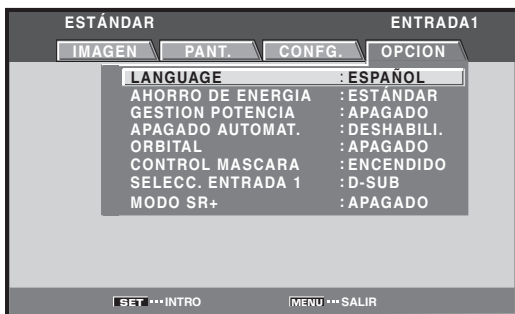 ESTÁNDAR ENTRADA1
IMAGEN PANT. CONFG. OPCION
LANGUAGE : ESPAÑOL
AHORRO DE ENERGIA : ESTÁNDAR
GESTION POTENCIA : APAGADO
APAGADO AUTOMAT. : DESHABILI.
ORBITAL : APAGADO
CONTROL MASCARA : ENCENDIDO
SELECC. ENTRADA 1 : D-SUB
MODO SR+ : APAGADO
SET ··· INTRO MENU ··· SALIR